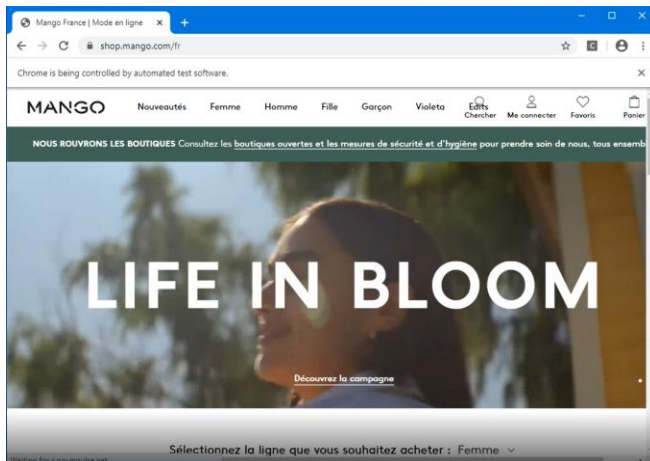 Mango France | Mode en ligne
shop.mango.com/fr
Chrome is being controlled by automated test software.
MANGO Nouveautés Femme Homme Fille Garçon Violeta Edits
Chercher Me connecter Favoris Panier
NOUS ROUVRONS LES BOUTIQUES Consultez les boutiques ouvertes et les mesures de sécurité et d'hygiène pour prendre soin de nous, tous ensemb
LIFE IN BLOOM
Découvrez la campagne
Sélectionnez la ligne que vous souhaitez acheter : Femme